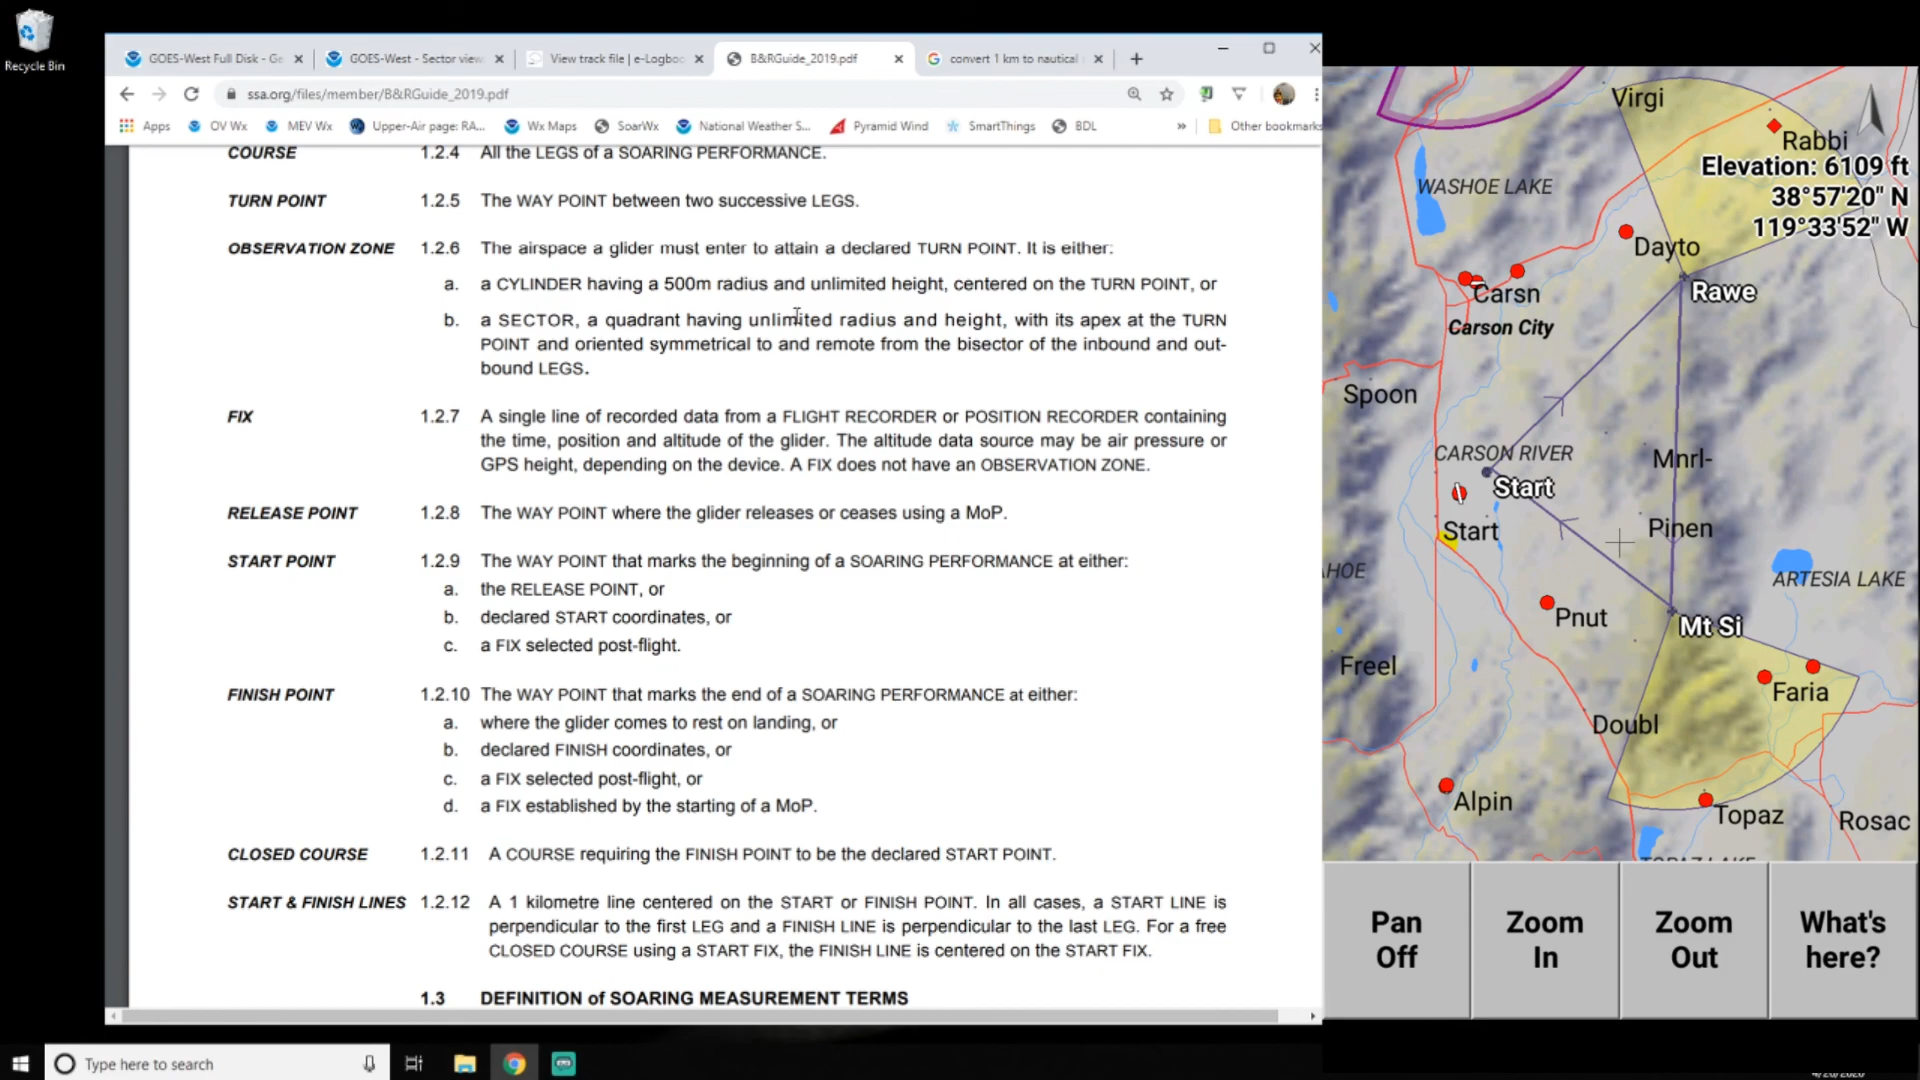 Recycle Bin
GOES-West Full Disk - Ge
GOES-West - Sector view
View track file | e-Logboo
B&RGuide_2019.pdf
convert 1 km to nautical
ssa.org/files/member/B&RGuide_2019.pdf
Apps
OV Wx
MEV Wx
Upper-Air page: RA...
Wx Maps
SoarWx
National Weather S...
Pyramid Wind
SmartThings
BDL
»
Other bookmarks
COURSE 1.2.4 All the LEGS of a SOARING PERFORMANCE.
TURN POINT 1.2.5 The WAY POINT between two successive LEGS.
OBSERVATION ZONE 1.2.6 The airspace a glider must enter to attain a declared TURN POINT. It is either:
a. a CYLINDER having a 500m radius and unlimited height, centered on the TURN POINT, or
b. a SECTOR, a quadrant having unlimited radius and height, with its apex at the TURN
POINT and oriented symmetrical to and remote from the bisector of the inbound and out-
bound LEGS.
FIX 1.2.7 A single line of recorded data from a FLIGHT RECORDER or POSITION RECORDER containing
the time, position and altitude of the glider. The altitude data source may be air pressure or
GPS height, depending on the device. A FIX does not have an OBSERVATION ZONE.
RELEASE POINT 1.2.8 The WAY POINT where the glider releases or ceases using a MoP.
START POINT 1.2.9 The WAY POINT that marks the beginning of a SOARING PERFORMANCE at either:
a. the RELEASE POINT, or
b. declared START coordinates, or
c. a FIX selected post-flight.
FINISH POINT 1.2.10 The WAY POINT that marks the end of a SOARING PERFORMANCE at either:
a. where the glider comes to rest on landing, or
b. declared FINISH coordinates, or
c. a FIX selected post-flight, or
d. a FIX established by the starting of a MoP.
CLOSED COURSE 1.2.11 A COURSE requiring the FINISH POINT to be the declared START POINT.
START & FINISH LINES 1.2.12 A 1 kilometre line centered on the START or FINISH POINT. In all cases, a START LINE is
perpendicular to the first LEG and a FINISH LINE is perpendicular to the last LEG. For a free
CLOSED COURSE using a START FIX, the FINISH LINE is centered on the START FIX.
1.3 DEFINITION of SOARING MEASUREMENT TERMS
Virgi
Rabbi
Elevation: 6109 ft
38°57'20" N
119°33'52" W
WASHOE LAKE
Dayto
Carsn
Rawe
Carson City
Spoon
CARSON RIVER
Mnrl-
Start
Start
Pinen
HOE
ARTESIA LAKE
Pnut
Mt Si
Freel
Faria
Doubl
Alpin
Topaz
Rosac
TOPAZ LAKE
Pan
Off
Zoom
In
Zoom
Out
What's
here?
Type here to search